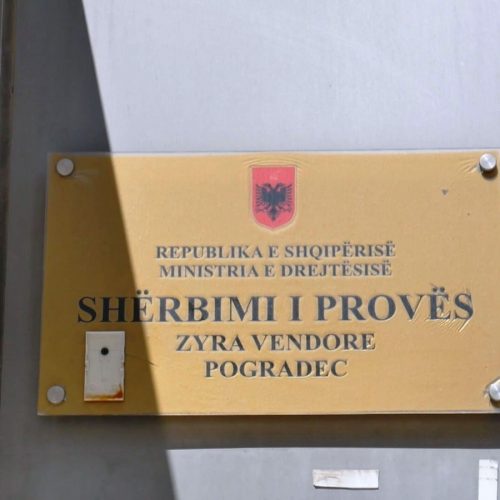 REPUBLIKA E SHQIPËRISË
MINISTRIA E DREJTËSISË
SHËRBIMI I PROVËS
ZYRA VENDORE
POGRADEC